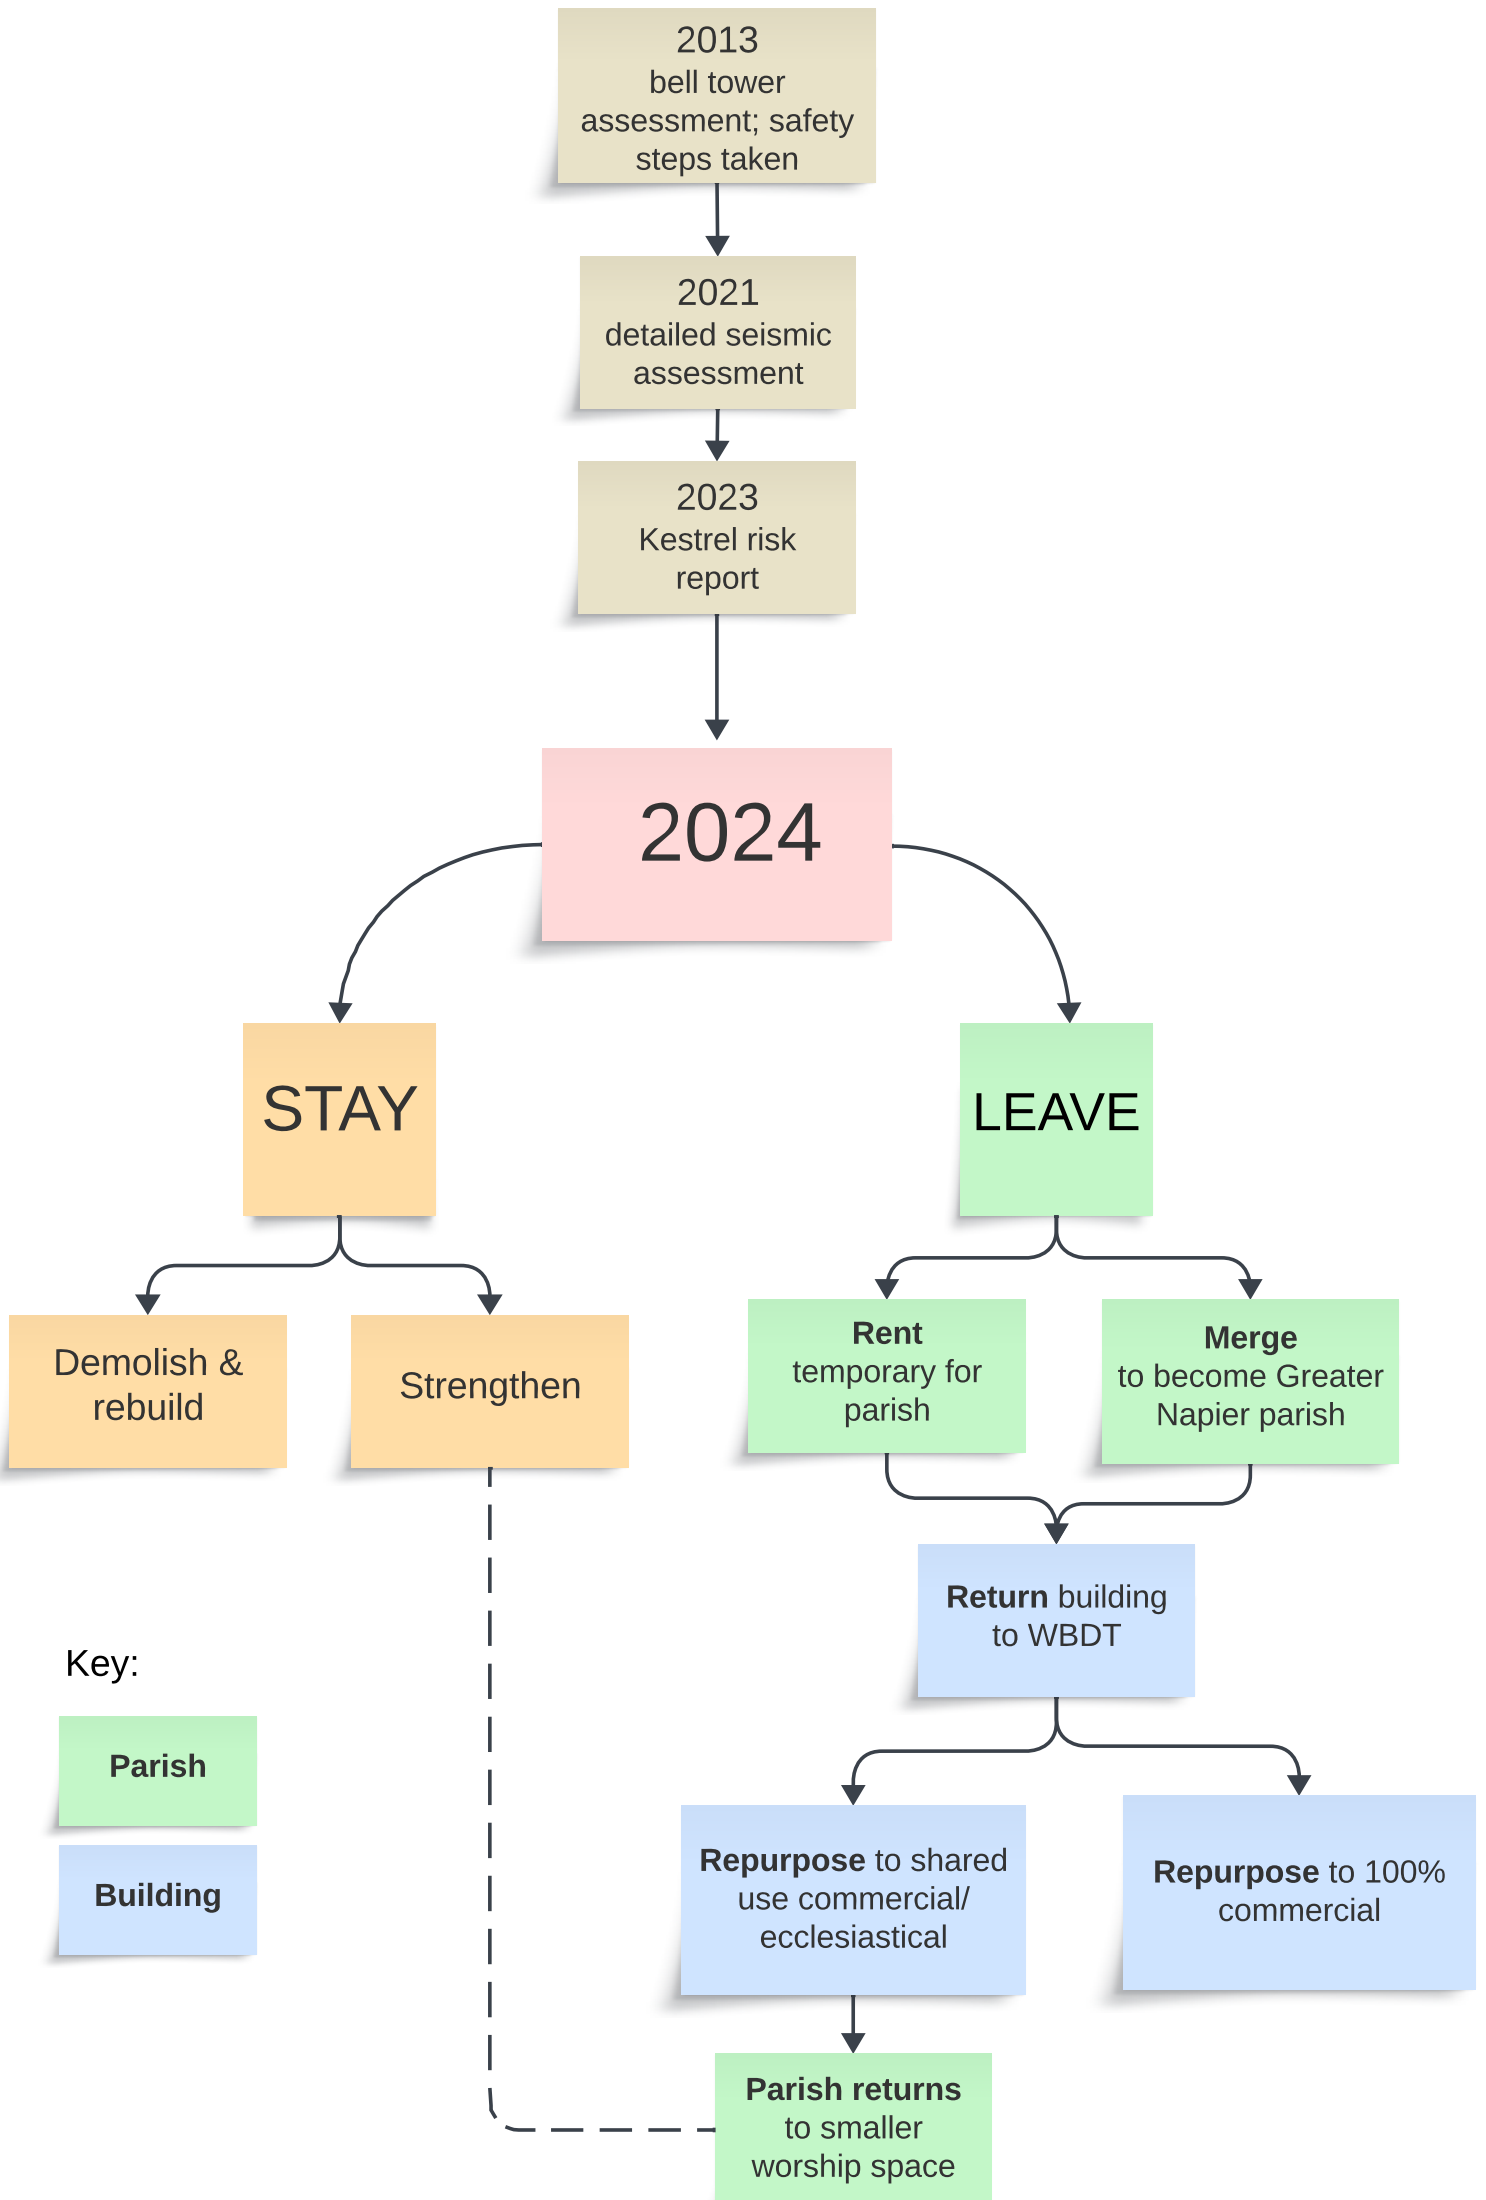 2013
bell tower
assessment; safety
steps taken
2021
detailed seismic
assessment
2023
Kestrel risk
report
2024
STAY
LEAVE
Demolish &
rebuild
Strengthen
Rent
temporary for
parish
Merge
to become Greater
Napier parish
Return building
to WBDT
Key:
Parish
Building
Repurpose to shared
use commercial/
ecclesiastical
Repurpose to 100%
commercial
Parish returns
to smaller
worship space